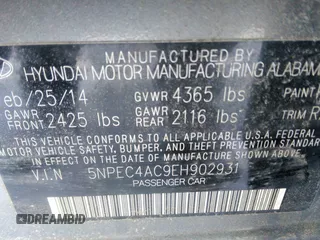 MANUFACTURED BY
HYUNDAI MOTOR MANUFACTURING ALABAM
eb/25/14 GVWR 4365 lbs PAINT
GAWR FRONT 2425 lbs GAWR REAR 2116 lbs TRIM R
THIS VEHICLE CONFORMS TO ALL APPLICABLE U.S.
FEDERAL MOTOR VEHICLE SAFETY, BUMPER, AND THEFT PREVENTION STAND
IN EFFECT ON THE DATE OF MANUFACTURE SHOWN ABOVE.
V.I.N 5NPEC4AC9EH902931
PASSENGER CAR
DREAMBID